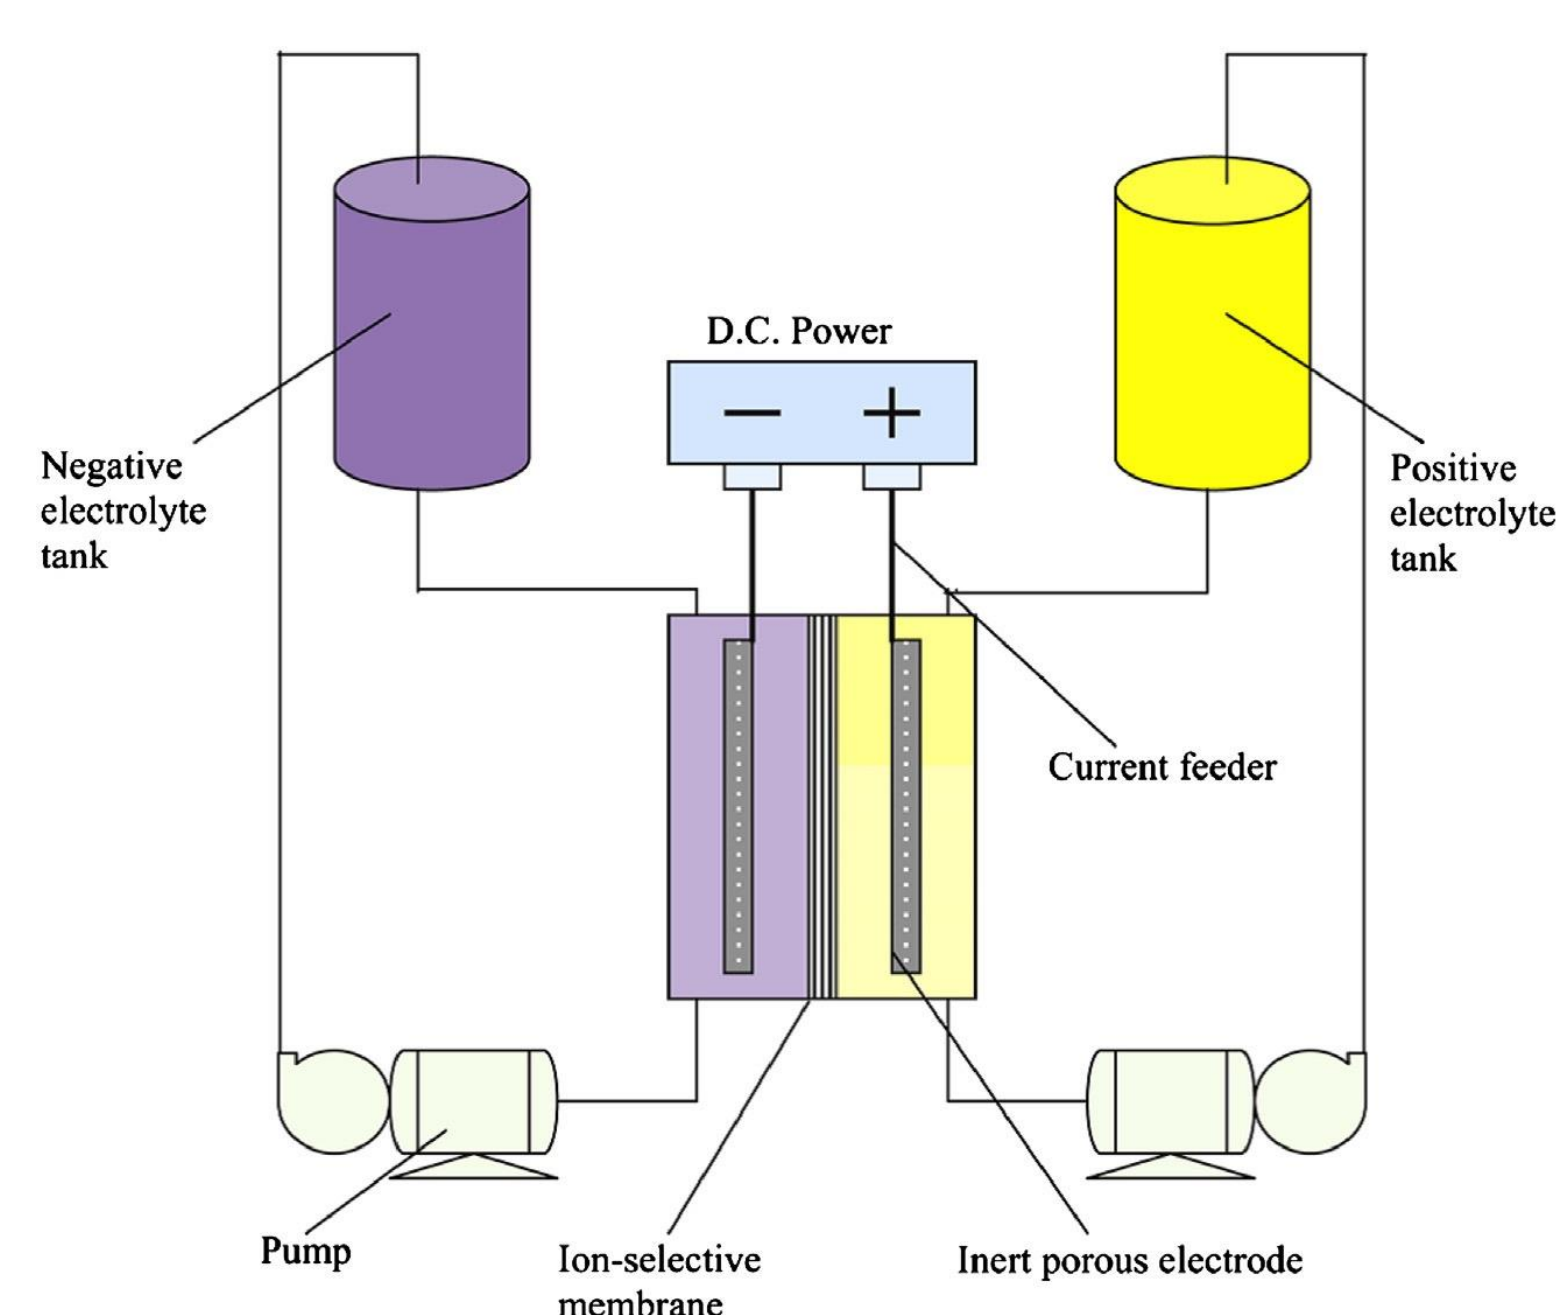 D.C. Power
Negative
electrolyte
tank
Positive
electrolyte
tank
Current feeder
Pump
Ion-selective
membrane
Inert porous electrode